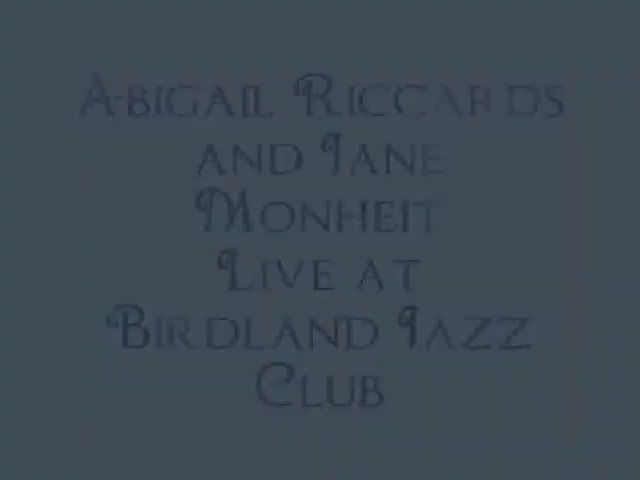 Abigail Riccards
and Jane
Monheit
Live at
Birdland Jazz
Club